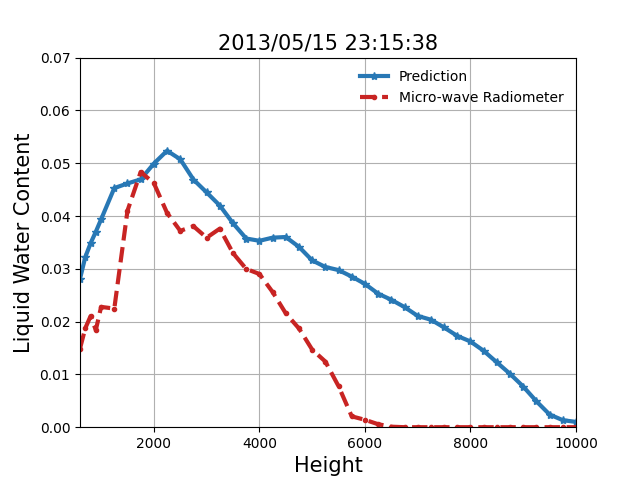 2013/05/15 23:15:38
Prediction
Micro-wave Radiometer
Liquid Water Content
0.07
0.06
0.05
0.04
0.03
0.02
0.01
0.00
2000 4000 6000 8000 10000
Height